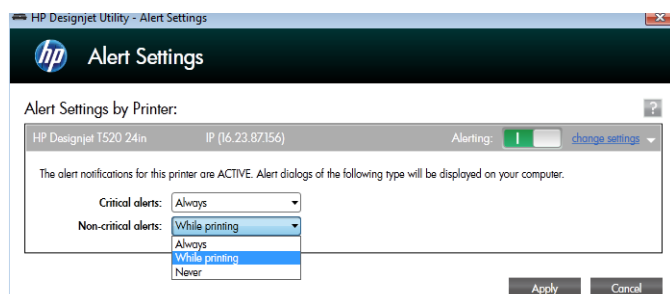 HP Designjet Utility - Alert Settings
hp Alert Settings
Alert Settings by Printer: ?
HP Designjet T520 24in IP (16.23.87.156) Alerting: change settings
The alert notifications for this printer are ACTIVE. Alert dialogs of the following type will be displayed on your computer.
Critical alerts: Always
Non-critical alerts: While printing
Always
While printing
Never
Apply Cancel